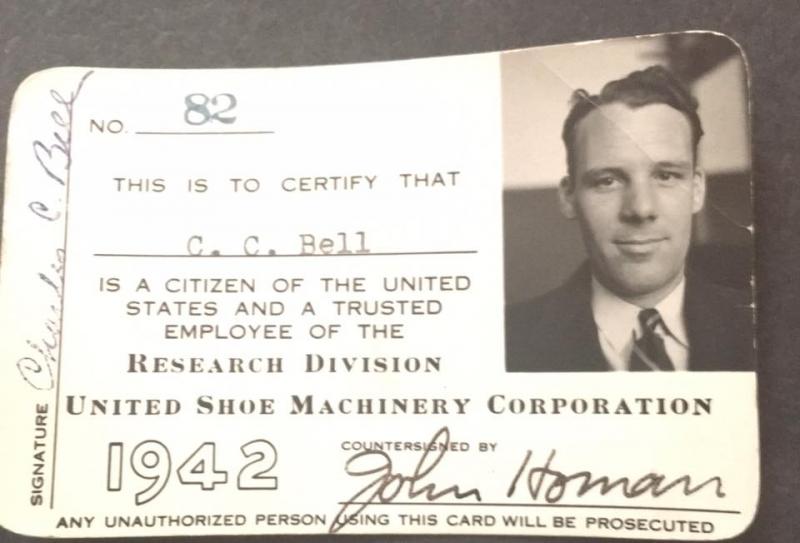 NO. 82
THIS IS TO CERTIFY THAT
C. C. Bell
IS A CITIZEN OF THE UNITED
STATES AND A TRUSTED
EMPLOYEE OF THE
RESEARCH DIVISION
UNITED SHOE MACHINERY CORPORATION
1942
COUNTERSIGNED BY
John Homan
ANY UNAUTHORIZED PERSON USING THIS CARD WILL BE PROSECUTED
SIGNATURE Charles C. Bell